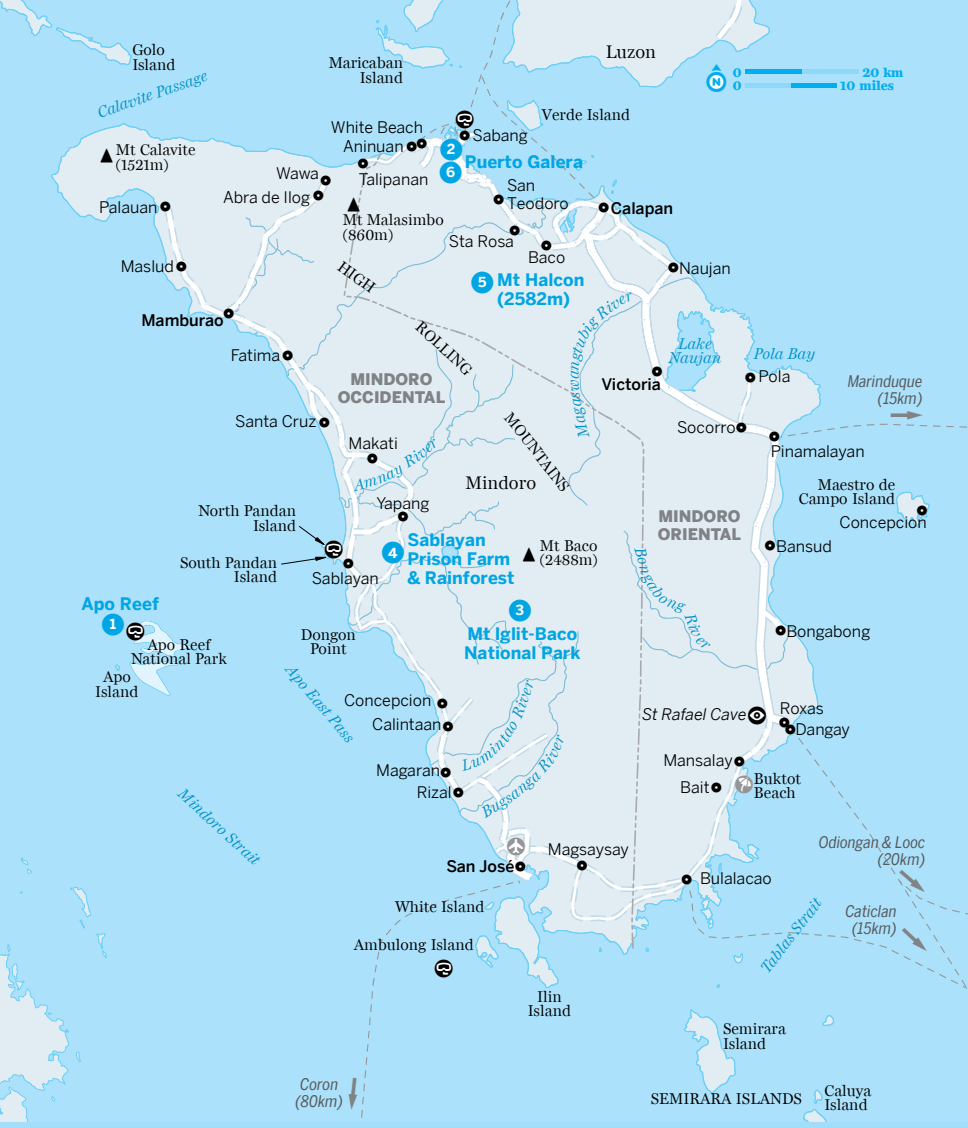 Golo
Island
Calavite Passage
Maricaban
Island
Luzon
N
0
20 km
0
10 miles
Verde Island
White Beach
Aninuan
Sabang
2
6
Puerto Galera
Mt Calavite
(1521m)
Wawa
Talipanan
Abra de Ilog
Mt Malasimbo
(860m)
San
Teodoro
Palauan
Calapan
Sta Rosa
Baco
Maslud
Naujan
5
Mt Halcon
(2582m)
HIGH
ROLLING
MOUNTAINS
Mamburao
Magaswangtubig River
Lake
Naujan
Pola Bay
Fatima
MINDORO
OCCIDENTAL
Victoria
Pola
Marinduque
(15km)
Santa Cruz
Socorro
Makati
Pinamalayan
Amnay River
Mindoro
Maestro de
Campo Island
Concepcion
North Pandan
Island
Yapang
MINDORO
ORIENTAL
South Pandan
Island
Sablayan
4
Sablayan
Prison Farm
& Rainforest
Mt Baco
(2488m)
Bansud
Bongabong River
Apo Reef
1
3
Mt Iglit-Baco
National Park
Bongabong
Apo Reef
National Park
Apo
Island
Dongon
Point
Apo East Pass
Concepcion
Calintaan
Lumintao River
St Rafael Cave
Roxas
Dangay
Magaran
Rizal
Bugsanga River
Mansalay
Bait
Buktot
Beach
Mindoro Strait
Magsaysay
San José
Bulalacao
Odiongan & Looc
(20km)
White Island
Caticlan
(15km)
Tablas Strait
Ambulong Island
Ilin
Island
Semirara
Island
Coron
(80km)
SEMIRARA ISLANDS
Caluya
Island